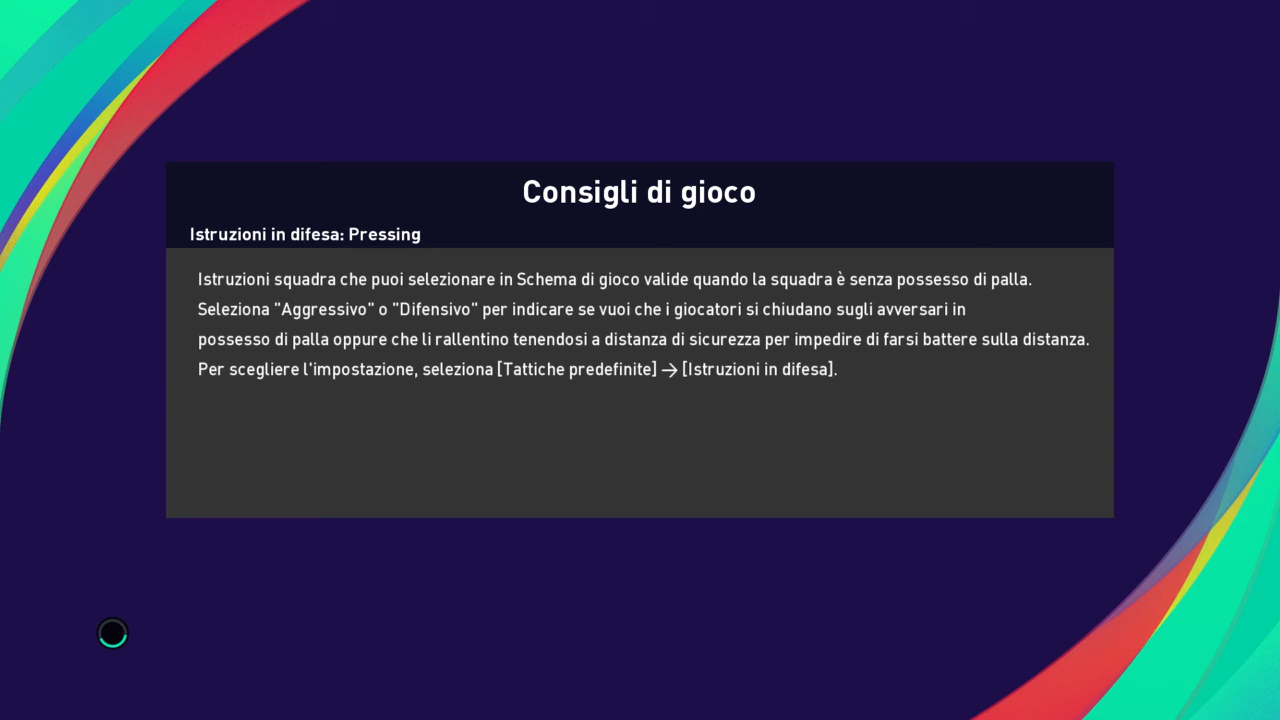 Consigli di gioco
Istruzioni in difesa: Pressing
Istruzioni squadra che puoi selezionare in Schema di gioco valide quando la squadra è senza possesso di palla.
Seleziona "Aggressivo" o "Difensivo" per indicare se vuoi che i giocatori si chiudano sugli avversari in
possesso di palla oppure che li rallentino tenendosi a distanza di sicurezza per impedire di farsi battere sulla distanza.
Per scegliere l'impostazione, seleziona [Tattiche predefinite] → [Istruzioni in difesa].